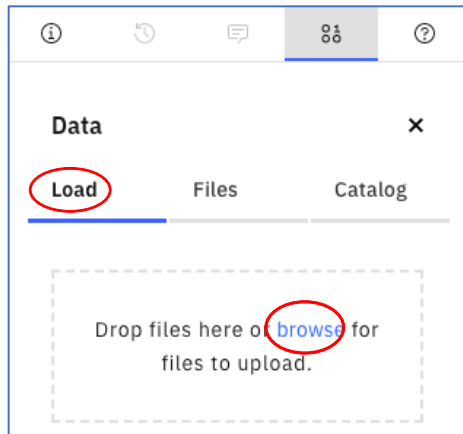 Data
Load Files Catalog
Drop files here or browse for
files to upload.